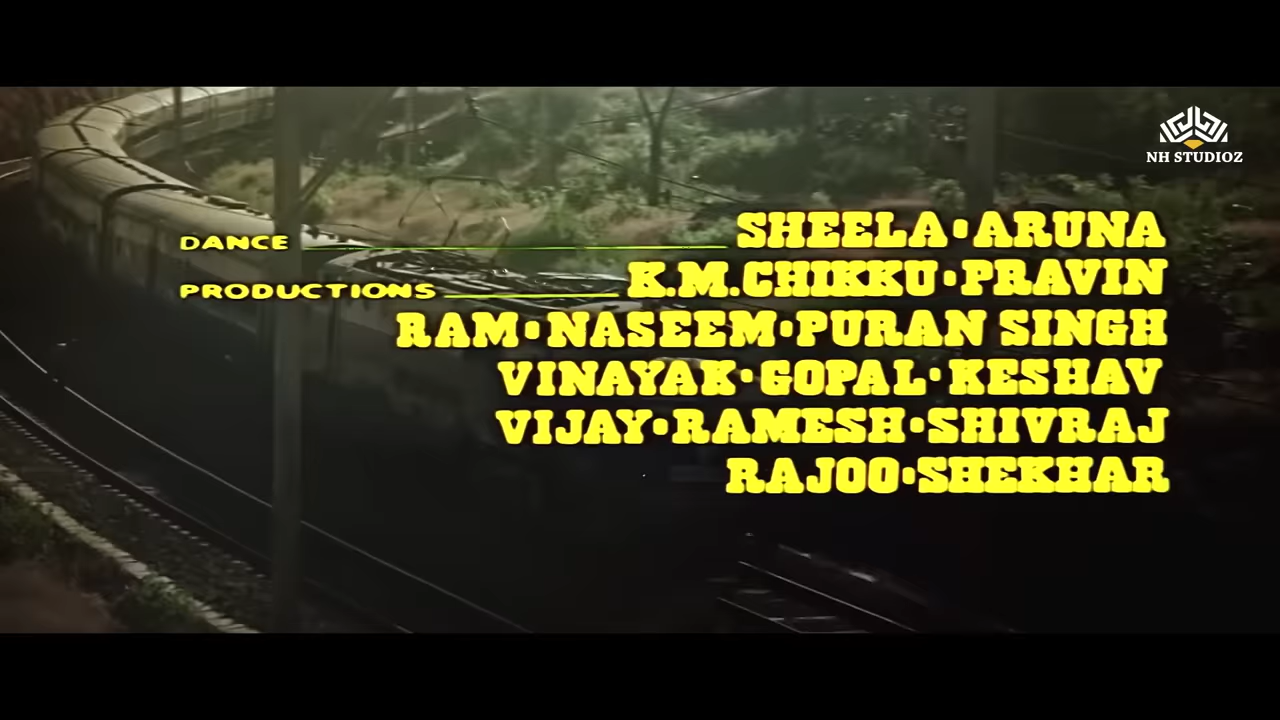 NH STUDIOZ
DANCE SHEELA • ARUNA
PRODUCTIONS K.M.CHIKKU • PRAVIN
RAM • NASEEM • PURAN SINGH
VINAYAK • GOPAL • KESHAV
VIJAY • RAMESH • SHIVRAJ
RAJOO • SHEKHAR